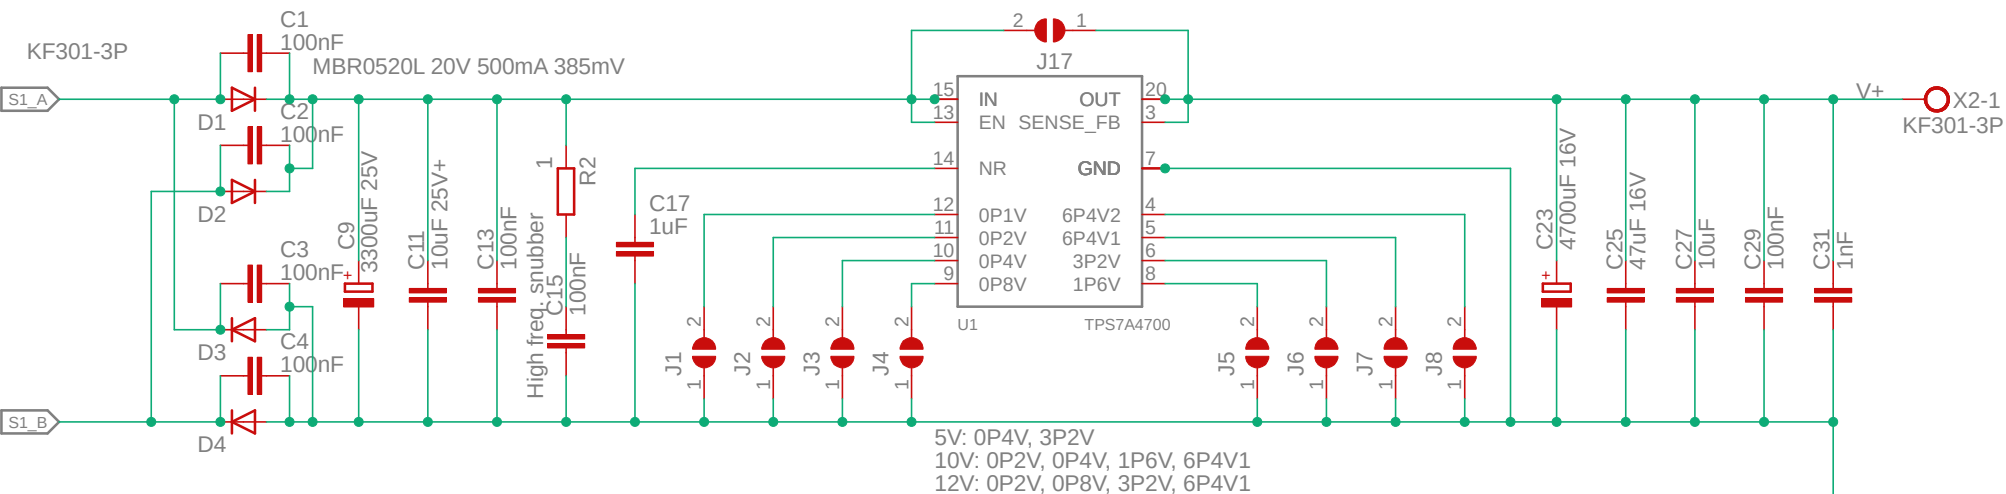 KF301-3P
S1_A
S1_B
C1
100nF
MBR0520L 20V 500mA 385mV
D1
C2
100nF
D2
C3
100nF
D3
C4
100nF
D4
C9
3300uF 25V
+
C11
10uF 25V+
C13
100nF
1
R2
High freq. snubber
C15
100nF
C17
1uF
2
1
J17
15
IN
13
EN
14
NR
12
0P1V
11
0P2V
10
0P4V
9
0P8V
OUT
20
SENSE_FB
3
GND
7
6P4V2
4
6P4V1
5
3P2V
6
1P6V
8
U1
TPS7A4700
J1
2
1
J2
2
1
J3
2
1
J4
2
1
J5
2
1
J6
2
1
J7
2
1
J8
2
1
C23
4700uF 16V
+
C25
47uF 16V
C27
10uF
C29
100nF
C31
1nF
V+
X2-1
KF301-3P
5V: 0P4V, 3P2V
10V: 0P2V, 0P4V, 1P6V, 6P4V1
12V: 0P2V, 0P8V, 3P2V, 6P4V1